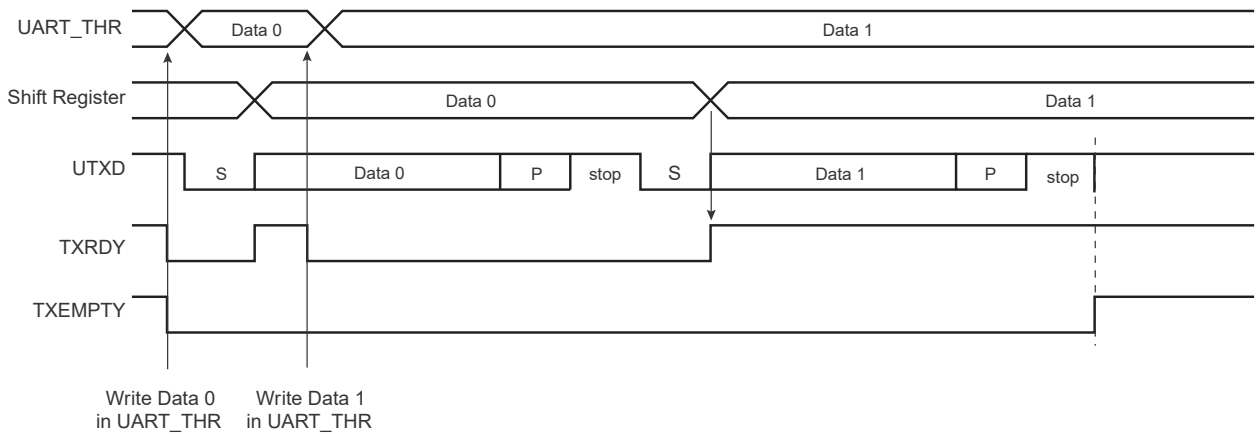 UART_THR
Data 0
Data 1
Shift Register
Data 0
Data 1
UTXD
S
Data 0
P
stop
S
Data 1
P
stop
TXRDY
TXEMPTY
Write Data 0
in UART_THR
Write Data 1
in UART_THR